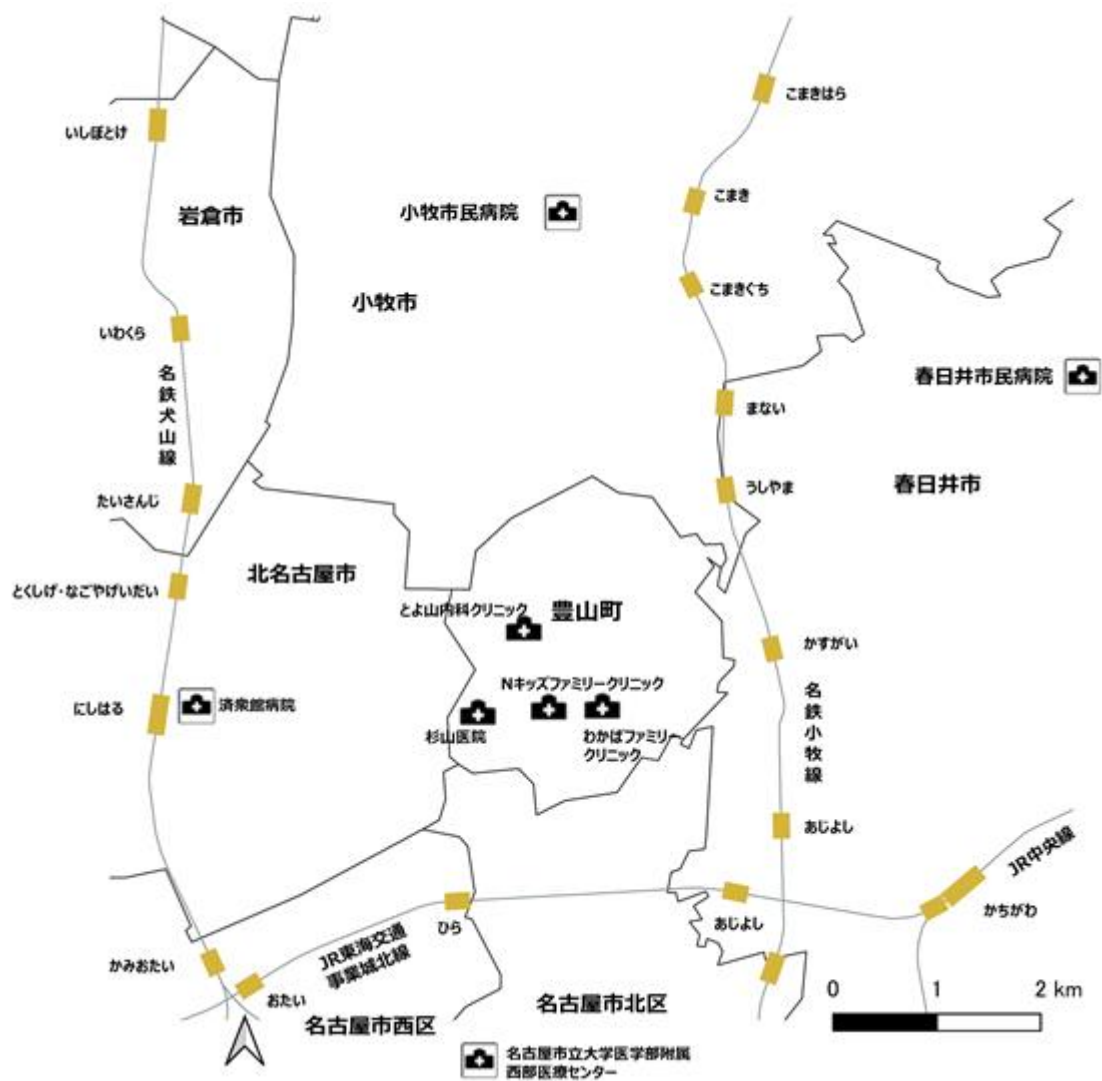 こまきはら
いしぼとけ
岩倉市
小牧市民病院
こまき
こまきぐち
小牧市
いわくら
名鉄犬山線
春日井市民病院
まない
たいさんじ
うしやま
春日井市
北名古屋市
とくしげ・なごやげいだい
とよ山内科クリニック
豊山町
かすがい
Nキッズファミリークリニック
にしはる
済衆館病院
杉山医院
わかばファミリー
クリニック
名鉄小牧線
あじよし
JR中央線
かちがわ
あじよし
ひら
JR東海交通
事業城北線
かみおたい
おたい
名古屋市西区
名古屋市北区
0 1 2 km
名古屋市立大学医学部附属
西部医療センター